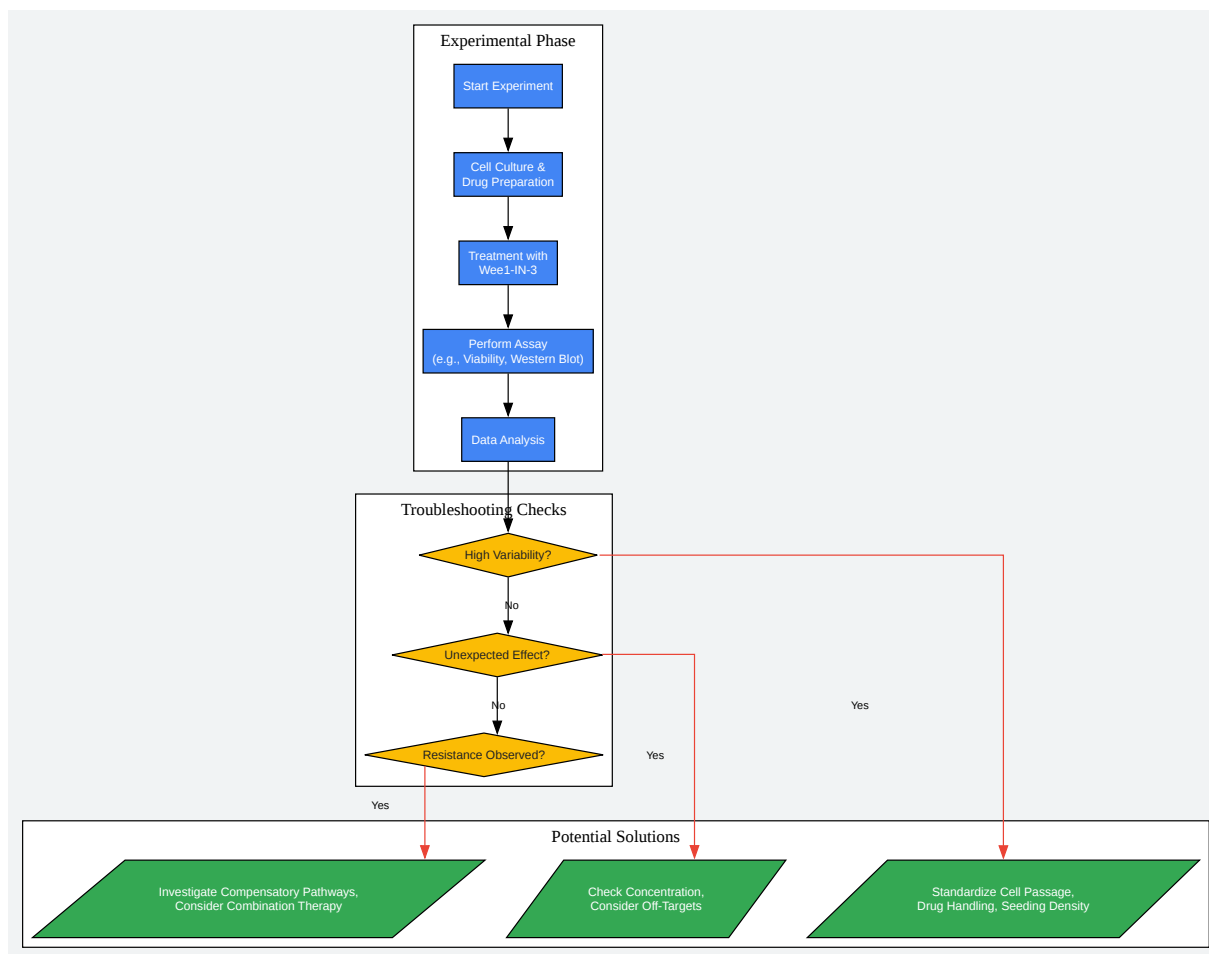 Experimental Phase
Start Experiment
Cell Culture &
Drug Preparation
Treatment with
Wee1-IN-3
Perform Assay
(e.g., Viability, Western Blot)
Data Analysis
Troubleshooting Checks
High Variability?
No
Unexpected Effect?
No
Yes
Resistance Observed?
Yes
Yes
Potential Solutions
Investigate Compensatory Pathways,
Consider Combination Therapy
Check Concentration,
Consider Off-Targets
Standardize Cell Passage,
Drug Handling, Seeding Density